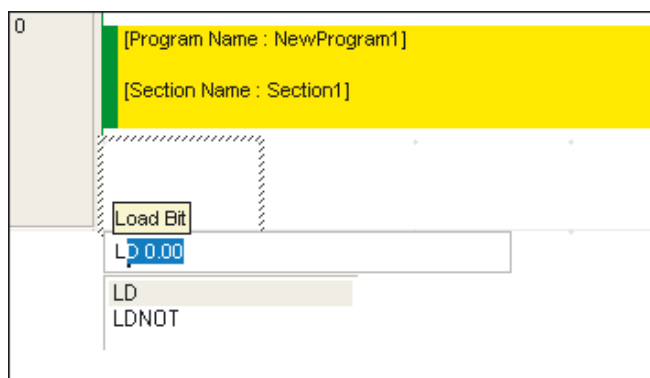 0
[Program Name : NewProgram1]
[Section Name : Section1]
Load Bit
LD 0.00
LD
LDNOT